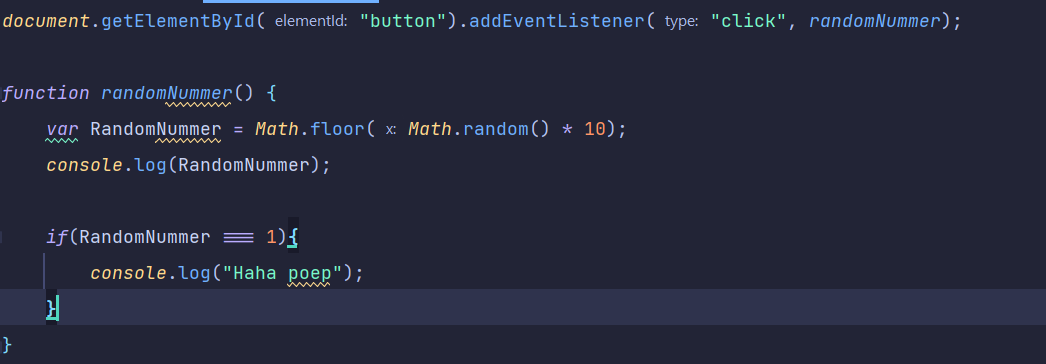 document.getElementById( elementId: "button").addEventListener( type: "click", randomNummer);
function randomNummer() {
var RandomNummer = Math.floor( x: Math.random() * 10);
console.log(RandomNummer);
if(RandomNummer === 1){
console.log("Haha poep");
}
}